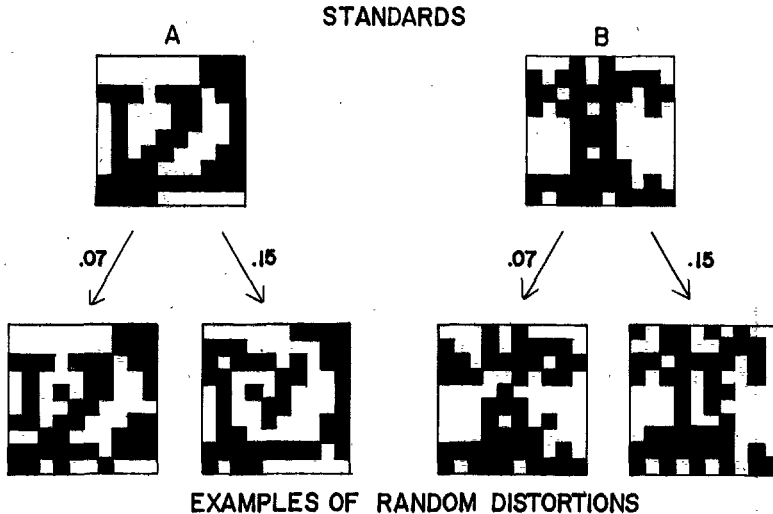 STANDARDS
A B
.07 .15 .07 .15
EXAMPLES OF RANDOM DISTORTIONS